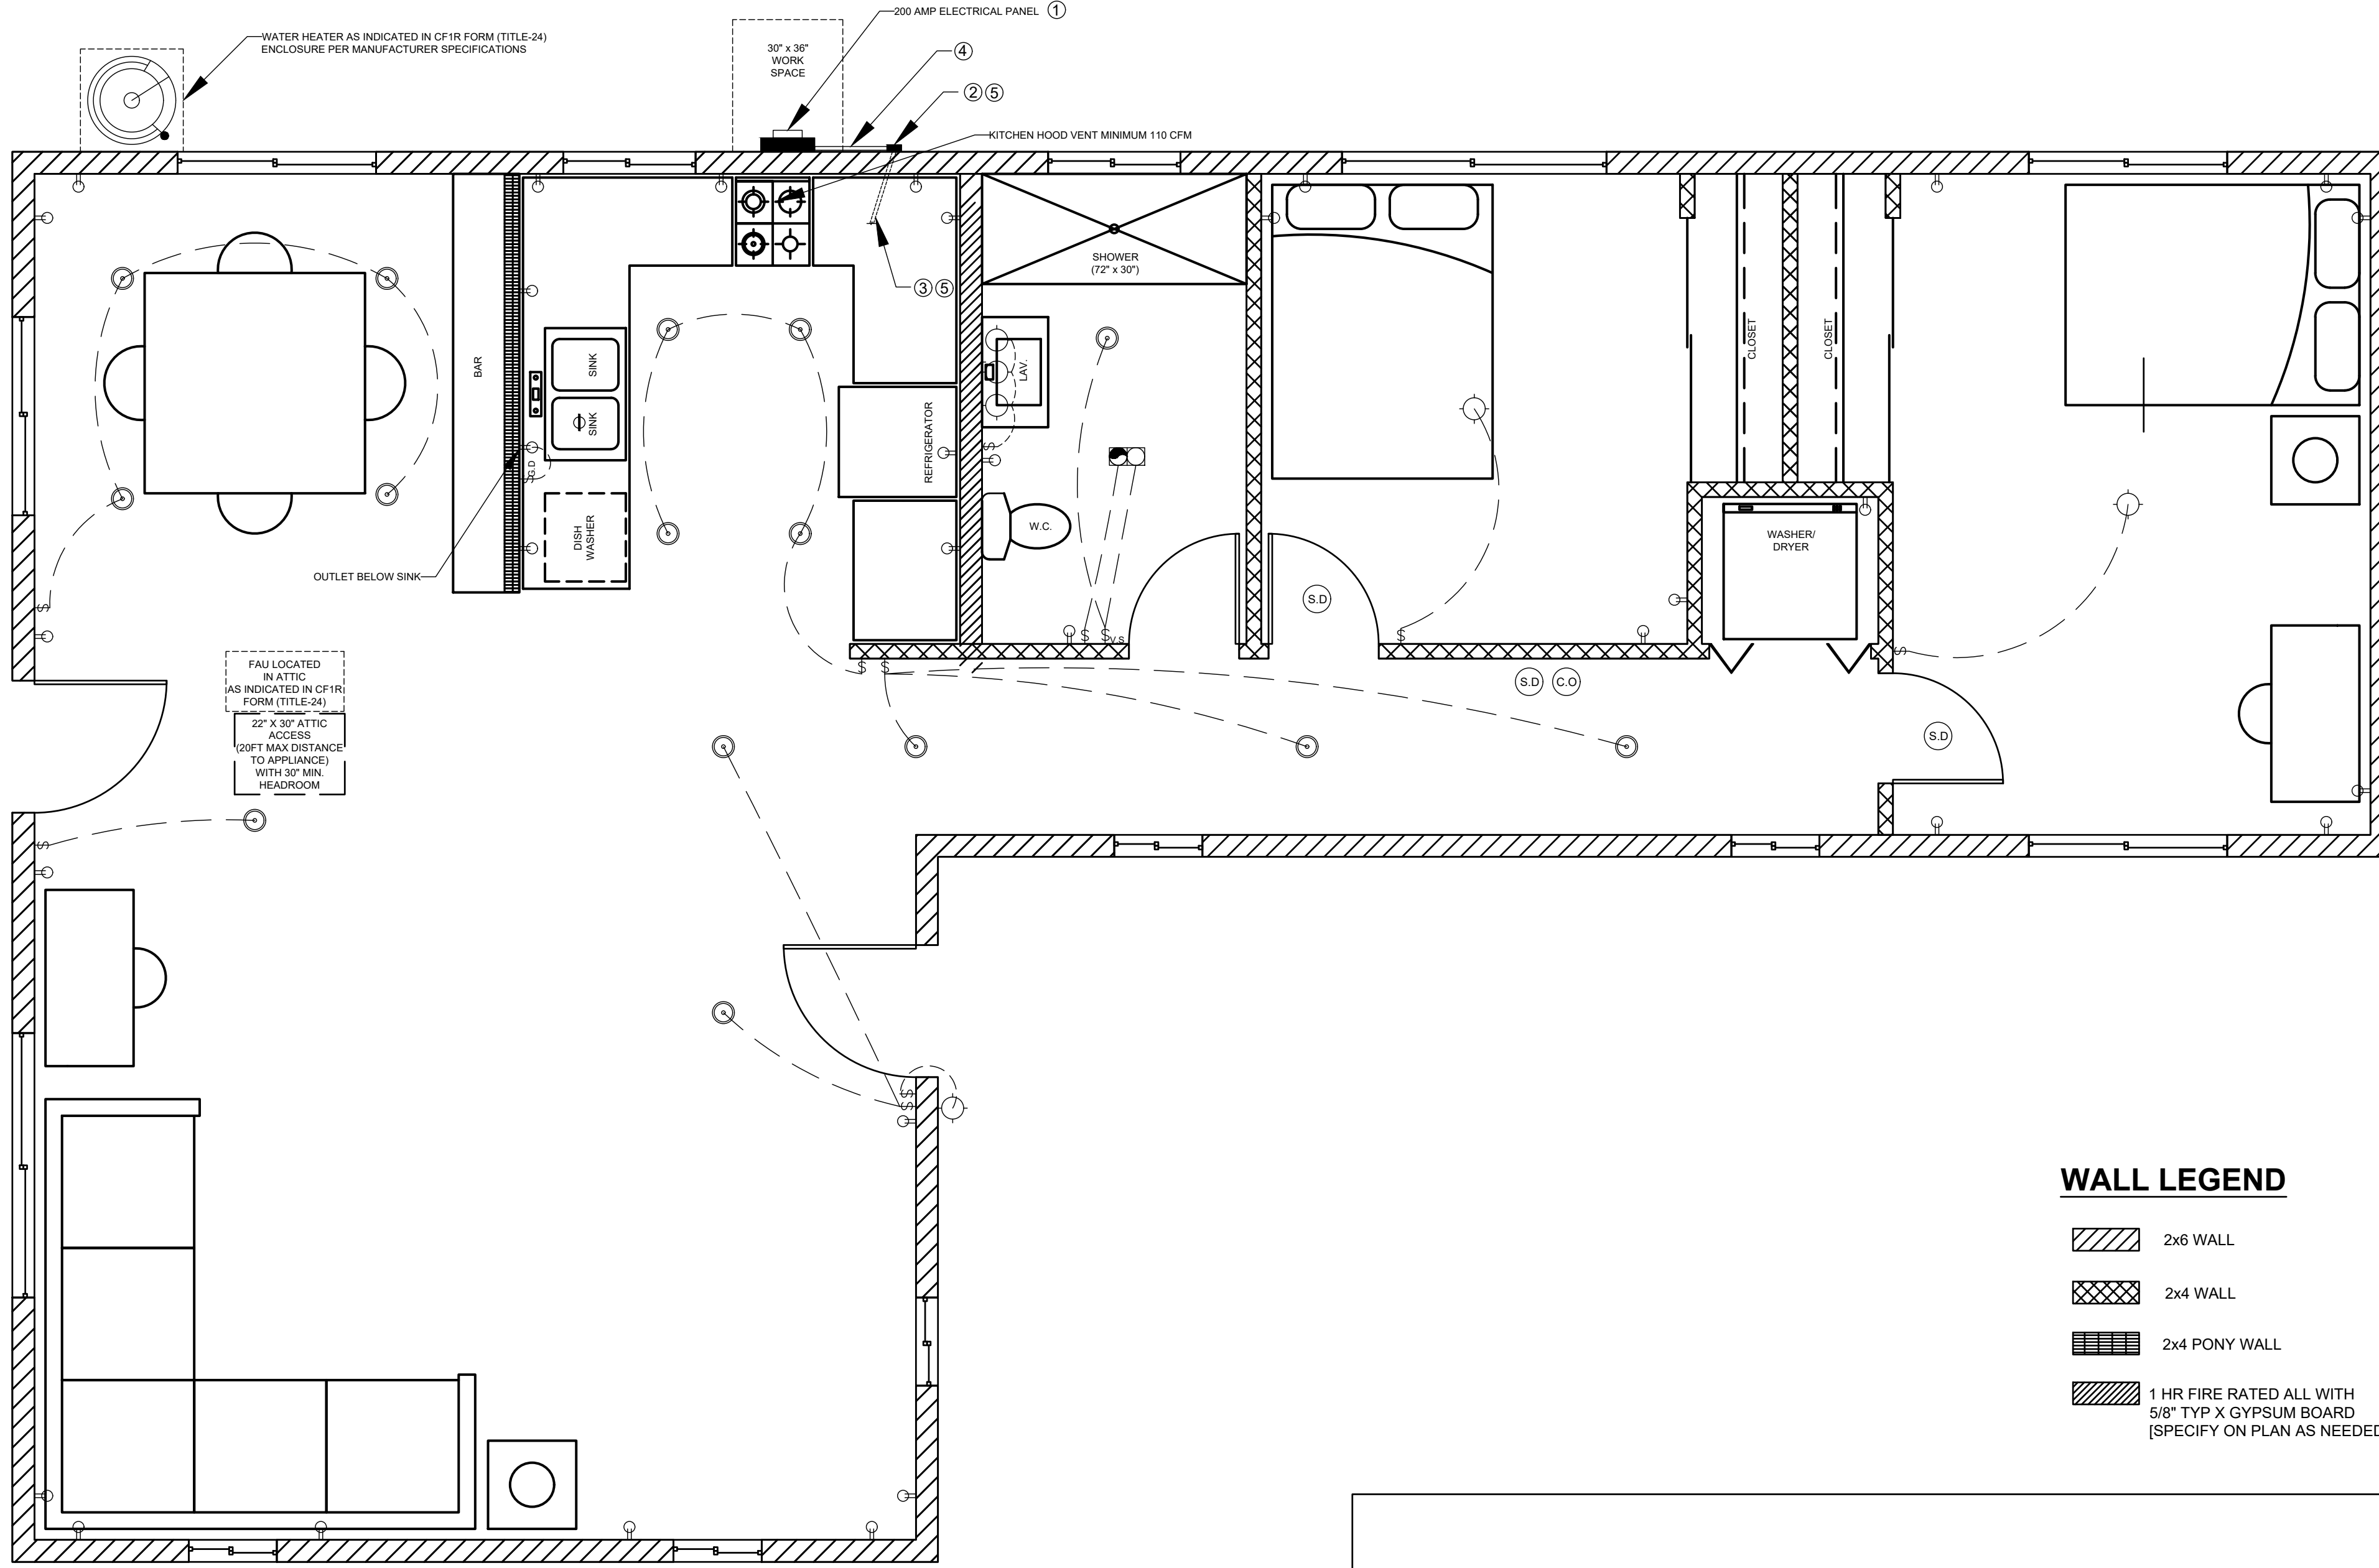 200 AMP ELECTRICAL PANEL 1
WATER HEATER AS INDICATED IN CF1R FORM (TITLE-24)
ENCLOSURE PER MANUFACTURER SPECIFICATIONS
30" x 36"
WORK
SPACE
4
2 5
KITCHEN HOOD VENT MINIMUM 110 CFM
3 5
SHOWER
(72" x 30")
BAR
SINK
SINK
LAV.
REFRIGERATOR
CLOSET
CLOSET
G.D
DISH
WASHER
W.C.
WASHER/
DRYER
OUTLET BELOW SINK
S.D
V.S
FAU LOCATED
IN ATTIC
AS INDICATED IN CF1R
FORM (TITLE-24)
22" X 30" ATTIC
ACCESS
(20FT MAX DISTANCE
TO APPLIANCE)
WITH 30" MIN.
HEADROOM
S.D C.O
S.D
$
$
$
$
$
$
$
$
$
$
$
$
WALL LEGEND
2x6 WALL
2x4 WALL
2x4 PONY WALL
1 HR FIRE RATED ALL WITH
5/8" TYP X GYPSUM BOARD
[SPECIFY ON PLAN AS NEEDED